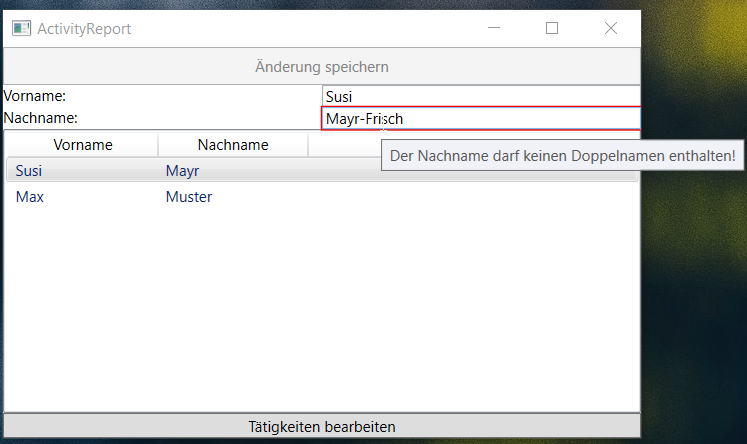 ActivityReport
Änderung speichern
Vorname: Susi
Nachname: Mayr-Frisch
Vorname Nachname
Der Nachname darf keinen Doppelnamen enthalten!
Susi Mayr
Max Muster
Tätigkeiten bearbeiten